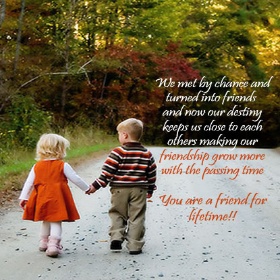 We met by chance and
turned into friends
and now our destiny
keeps us close to each
others making our
friendship grow more
with the passing time
You are a friend for
lifetime!!